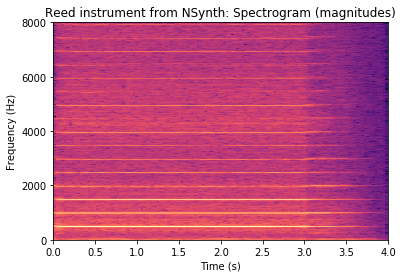 Reed instrument from NSynth: Spectrogram (magnitudes)
8000
6000
4000
2000
0
Frequency (Hz)
0.0 0.5 1.0 1.5 2.0 2.5 3.0 3.5 4.0
Time (s)